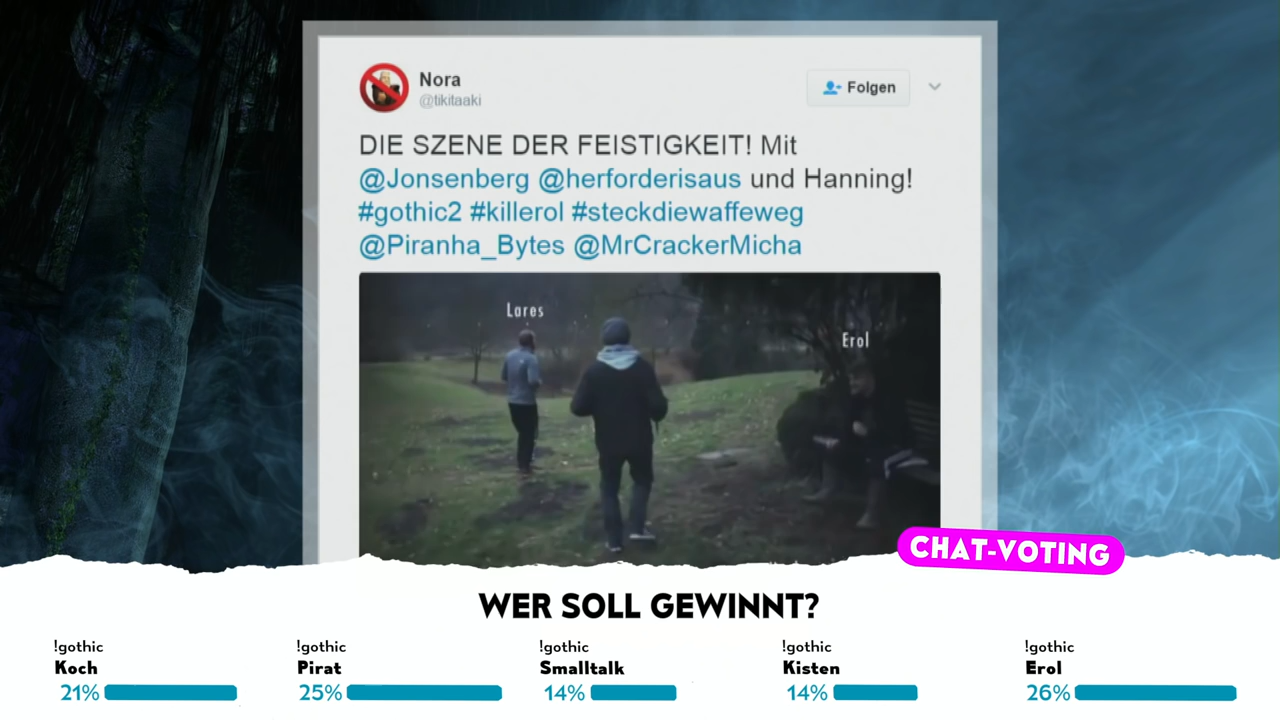 Nora
@tikitaaki
Folgen
DIE SZENE DER FEISTIGKEIT! Mit
@Jonsenberg @herforderisaus und Hanning!
#gothic2 #killerol #steckdiewaffeweg
@Piranha_Bytes @MrCrackerMicha
Lares
Erol
CHAT-VOTING
WER SOLL GEWINNT?
!gothic
Koch
21%
!gothic
Pirat
25%
!gothic
Smalltalk
14%
!gothic
Kisten
14%
!gothic
Erol
26%